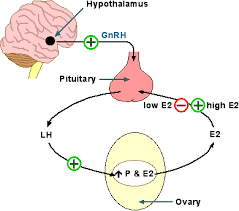 Hypothalamus
GnRH
+
Pituitary
low E2 − + high E2
LH
E2
+
↑ P & E2
Ovary